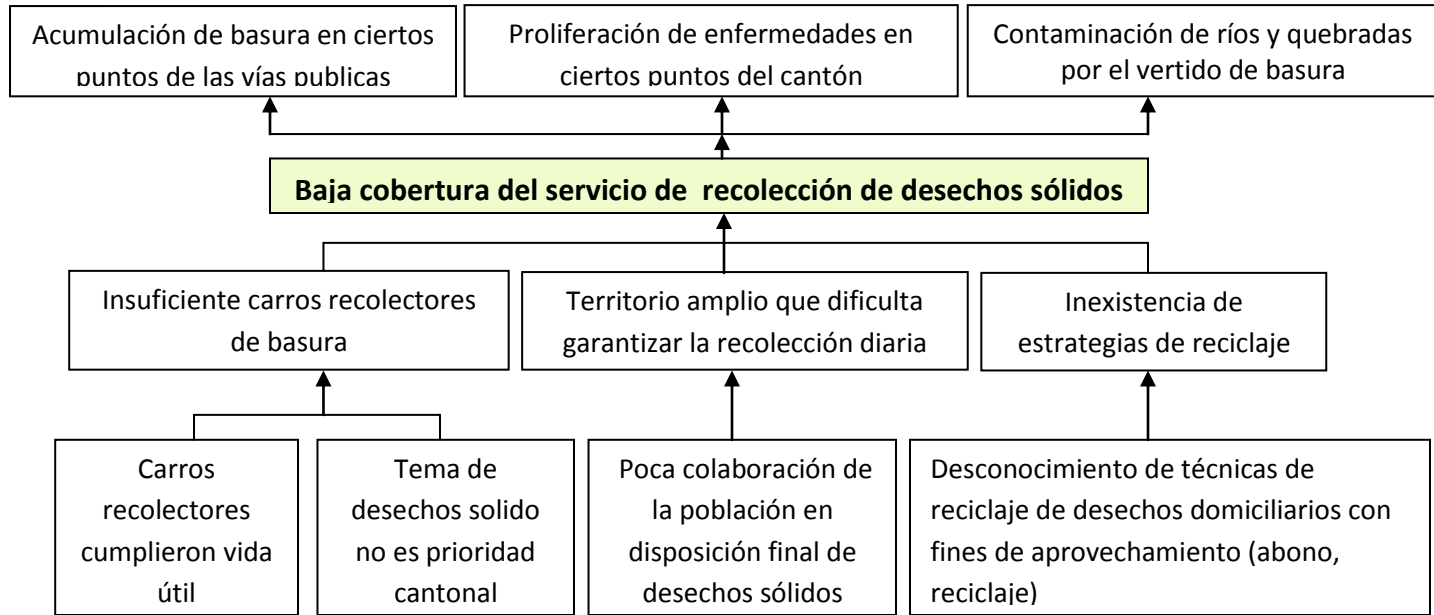 Acumulación de basura en ciertos
puntos de las vías publicas
Proliferación de enfermedades en
ciertos puntos del cantón
Contaminación de ríos y quebradas
por el vertido de basura
Baja cobertura del servicio de recolección de desechos sólidos
Insuficiente carros recolectores
de basura
Territorio amplio que dificulta
garantizar la recolección diaria
Inexistencia de
estrategias de reciclaje
Carros
recolectores
cumplieron vida
útil
Tema de
desechos solido
no es prioridad
cantonal
Poca colaboración de
la población en
disposición final de
desechos sólidos
Desconocimiento de técnicas de
reciclaje de desechos domiciliarios con
fines de aprovechamiento (abono,
reciclaje)